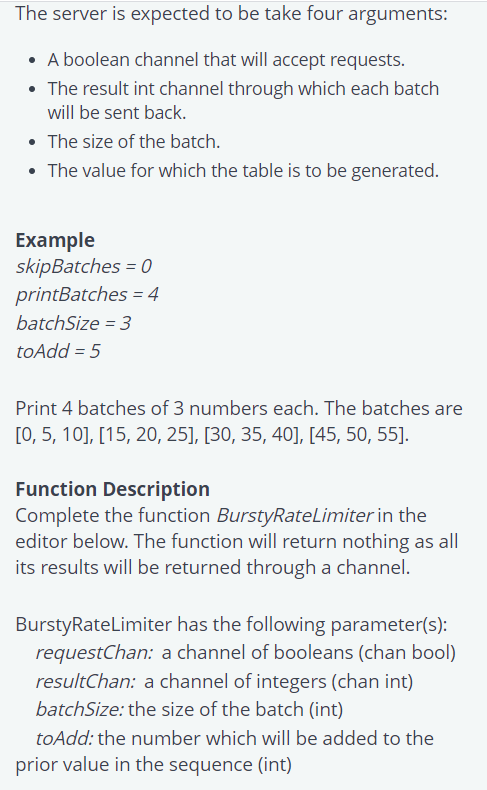 The server is expected to be take four arguments:
• A boolean channel that will accept requests.
• The result int channel through which each batch
will be sent back.
• The size of the batch.
• The value for which the table is to be generated.
Example
skipBatches = 0
printBatches = 4
batchSize = 3
toAdd = 5
Print 4 batches of 3 numbers each. The batches are
[0, 5, 10], [15, 20, 25], [30, 35, 40], [45, 50, 55].
Function Description
Complete the function BurstyRateLimiter in the
editor below. The function will return nothing as all
its results will be returned through a channel.
BurstyRateLimiter has the following parameter(s):
requestChan: a channel of booleans (chan bool)
resultChan: a channel of integers (chan int)
batchSize: the size of the batch (int)
toAdd: the number which will be added to the
prior value in the sequence (int)